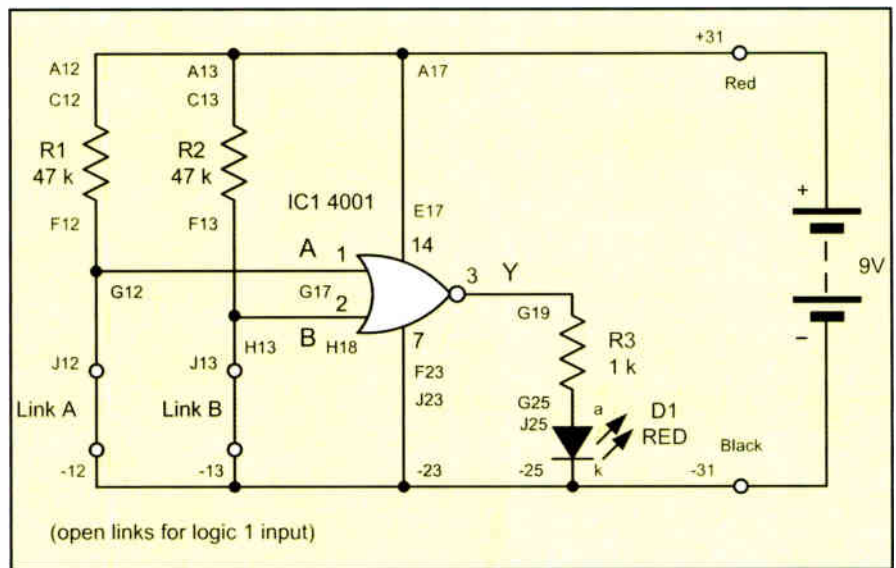 +31
A12
A13
A17
Red
C12
C13
R1
47 k
R2
47 k
IC1 4001
+
E17
F12
F13
14
A
1
3
Y
9V
G12
G17
2
G19
B
H13
H18
7
R3
1 k
−
J12
J13
F23
J23
G25
a
J25
D1
RED
Link A
Link B
Black
-12
-13
-23
-25
k
-31
(open links for logic 1 input)